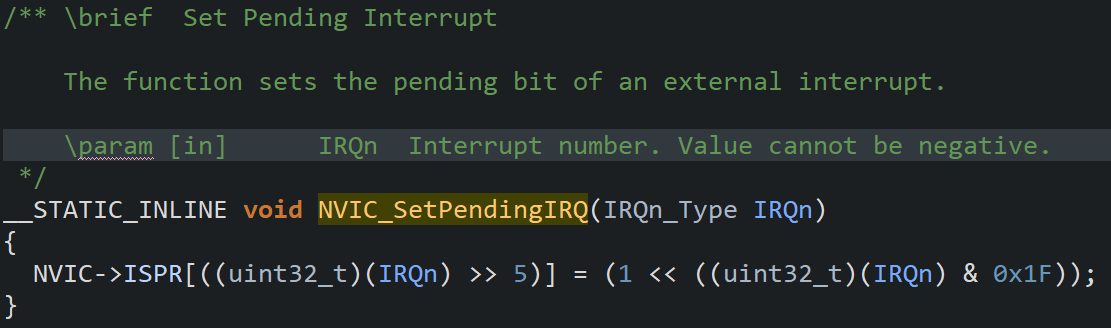 /** \brief  Set Pending Interrupt
The function sets the pending bit of an external interrupt.
\param [in]      IRQn  Interrupt number. Value cannot be negative.
*/
__STATIC_INLINE void NVIC_SetPendingIRQ(IRQn_Type IRQn)
{
NVIC->ISPR[((uint32_t)(IRQn) >> 5)] = (1 << ((uint32_t)(IRQn) & 0x1F));
}